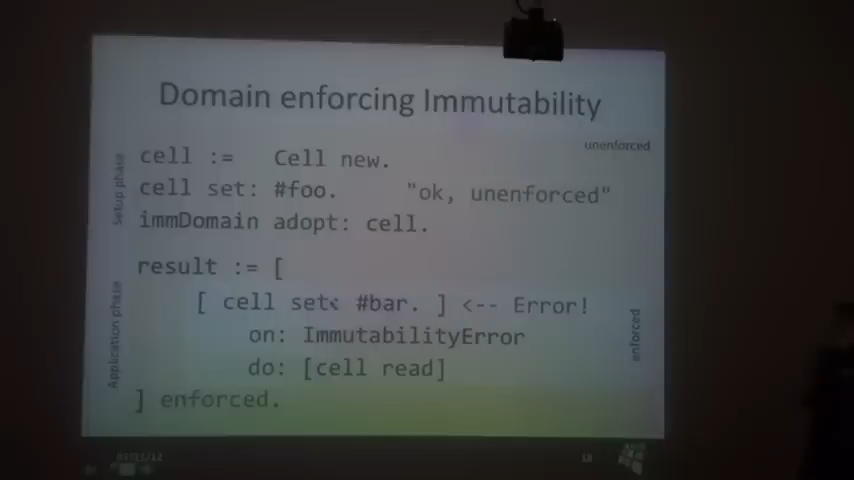 Domain enforcing Immutability
unenforced
Setup phase
cell := Cell new.
cell set: #foo. "ok, unenforced"
immDomain adopt: cell.
Application phase
result := [
[ cell set: #bar. ] <-- Error!
on: ImmutabilityError
do: [cell read]
] enforced.
enforced
18